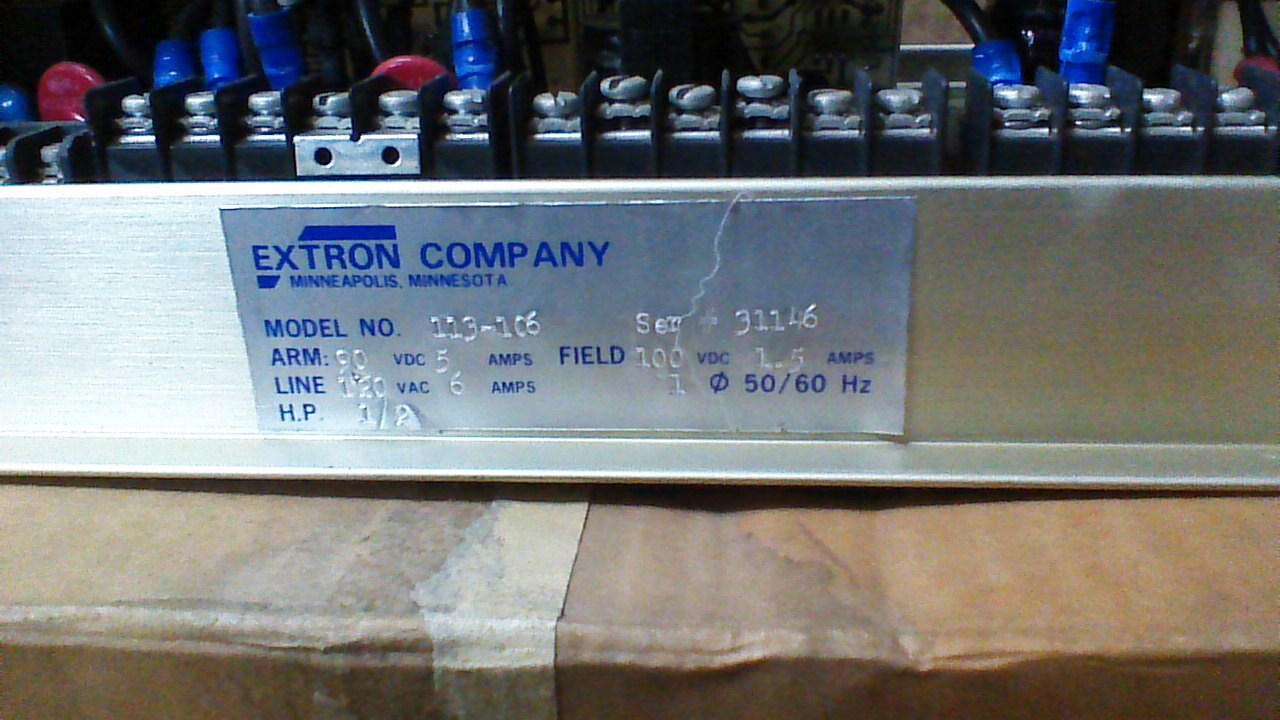 EXTRON COMPANY
MINNEAPOLIS, MINNESOTA
MODEL NO. 113-106 Ser # 31146
ARM: 90 VDC 5 AMPS FIELD 100 VDC 1.5 AMPS
LINE 120 VAC 6 AMPS 1 Ø 50/60 Hz
H.P. 1/2